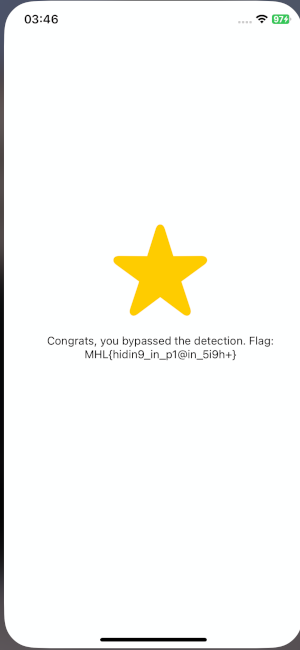 03:46
97
Congrats, you bypassed the detection. Flag:
MHL{hidin9_in_p1@in_5i9h+}